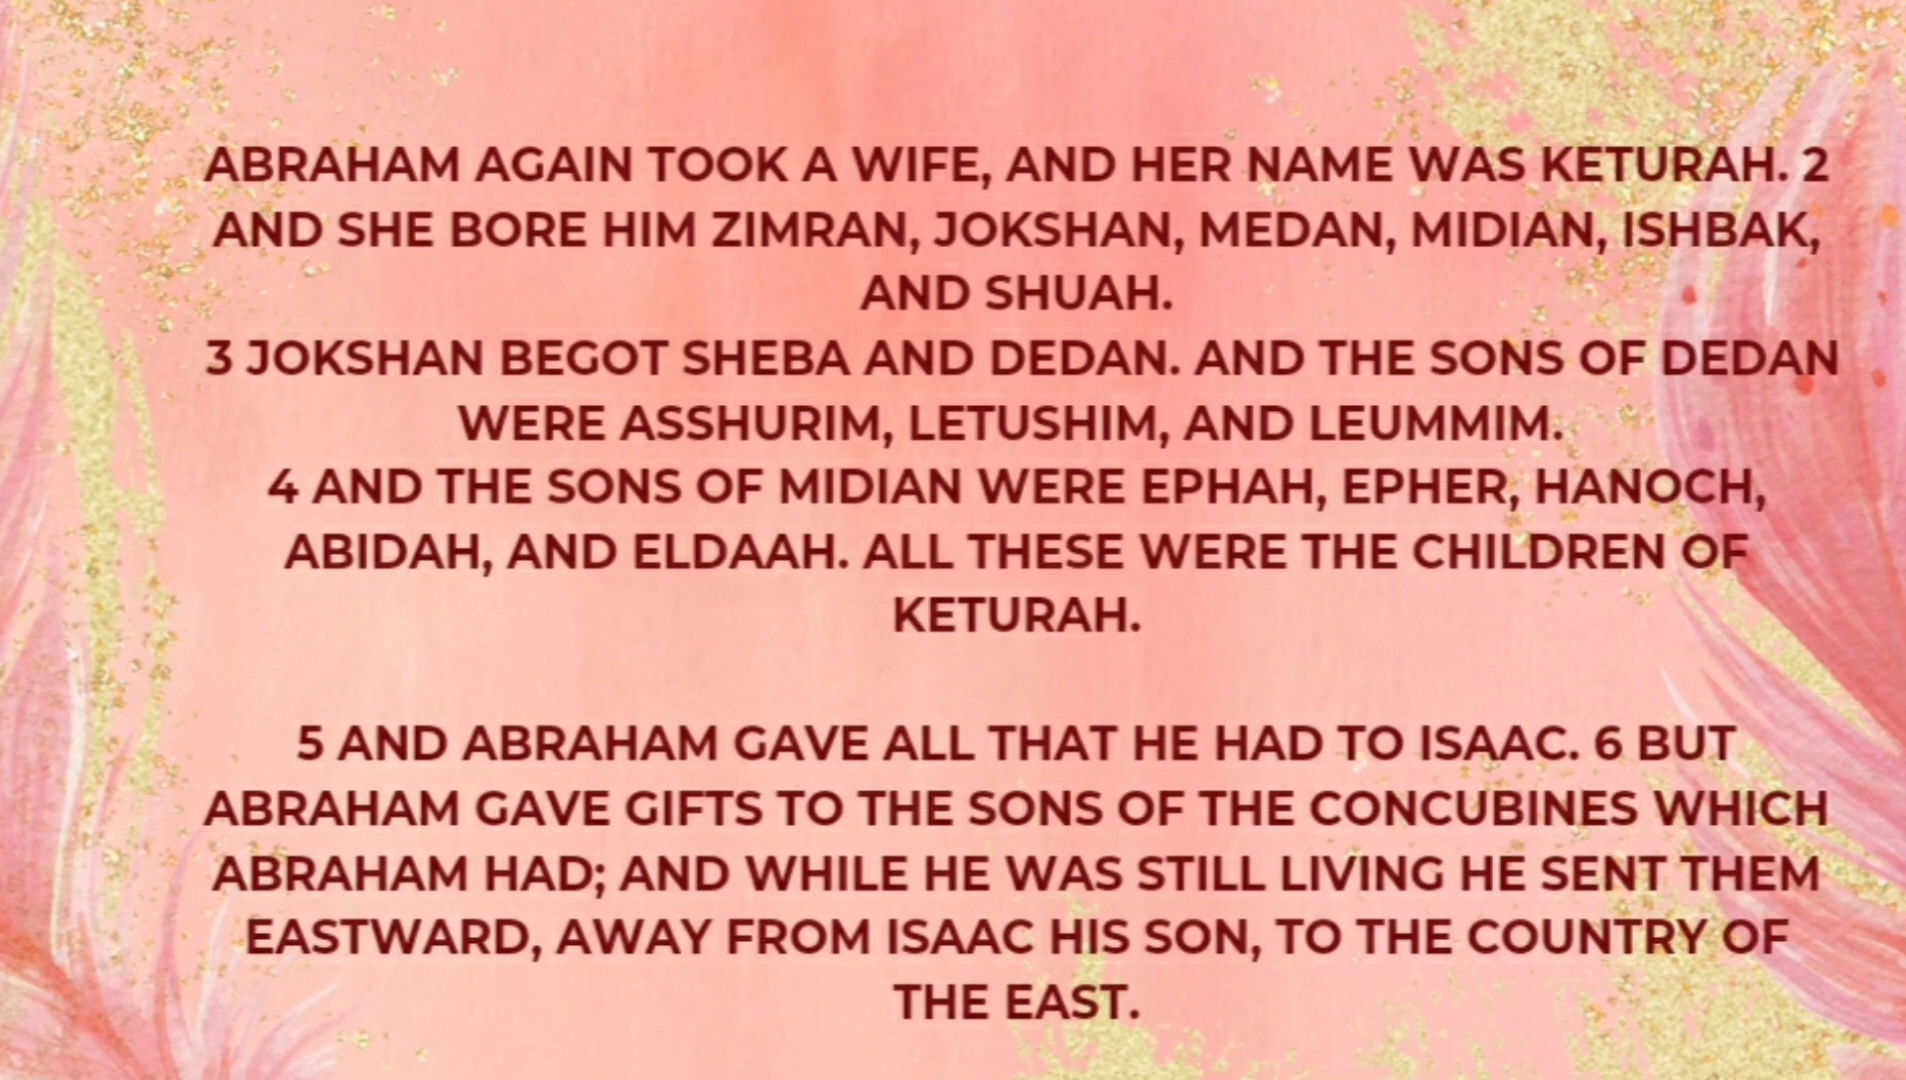 ABRAHAM AGAIN TOOK A WIFE, AND HER NAME WAS KETURAH. 2
AND SHE BORE HIM ZIMRAN, JOKSHAN, MEDAN, MIDIAN, ISHBAK,
AND SHUAH.
3 JOKSHAN BEGOT SHEBA AND DEDAN. AND THE SONS OF DEDAN
WERE ASSHURIM, LETUSHIM, AND LEUMMIM.
4 AND THE SONS OF MIDIAN WERE EPHAH, EPHER, HANOCH,
ABIDAH, AND ELDAAH. ALL THESE WERE THE CHILDREN OF
KETURAH.
5 AND ABRAHAM GAVE ALL THAT HE HAD TO ISAAC. 6 BUT
ABRAHAM GAVE GIFTS TO THE SONS OF THE CONCUBINES WHICH
ABRAHAM HAD; AND WHILE HE WAS STILL LIVING HE SENT THEM
EASTWARD, AWAY FROM ISAAC HIS SON, TO THE COUNTRY OF
THE EAST.